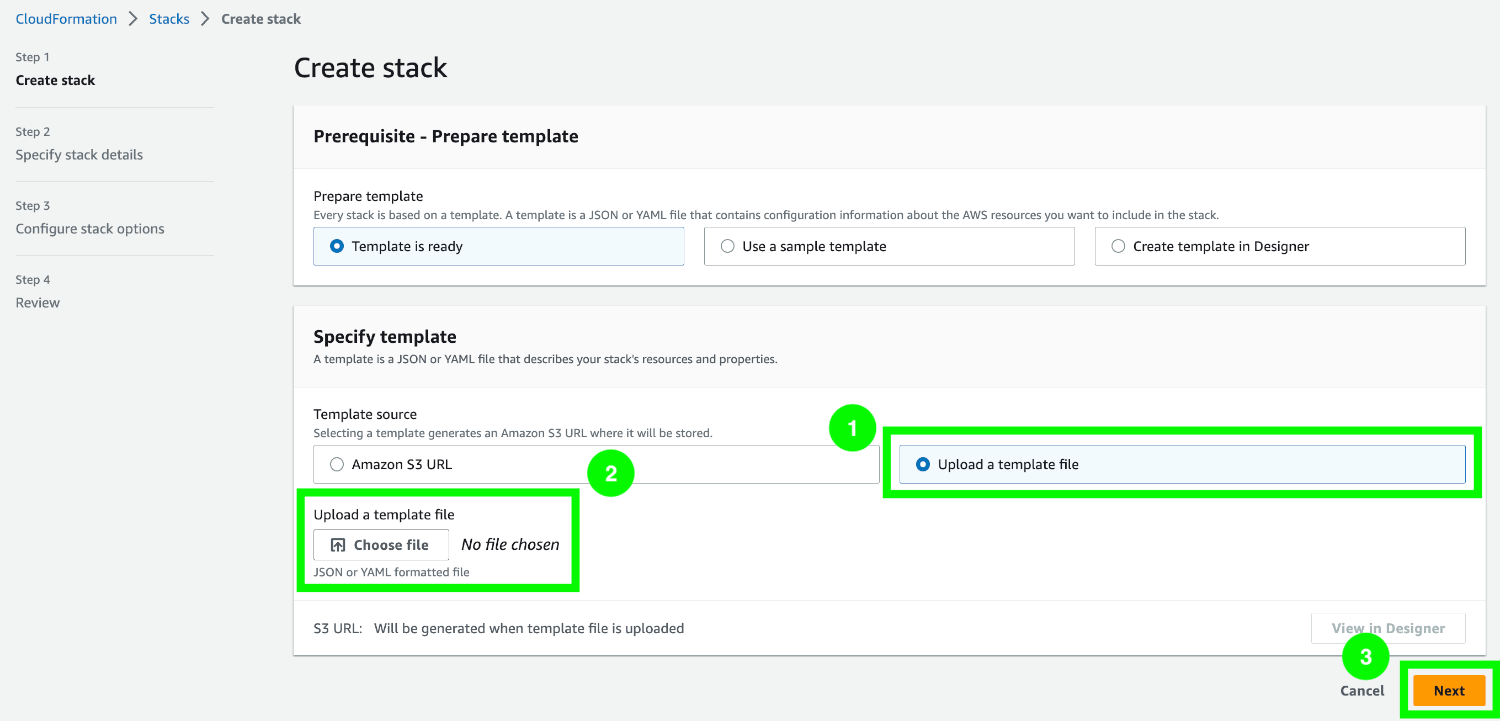 CloudFormation > Stacks > Create stack
Step 1
Create stack
Step 2
Specify stack details
Step 3
Configure stack options
Step 4
Review
Create stack
Prerequisite - Prepare template
Prepare template
Every stack is based on a template. A template is a JSON or YAML file that contains configuration information about the AWS resources you want to include in the stack.
Template is ready
Use a sample template
Create template in Designer
Specify template
A template is a JSON or YAML file that describes your stack's resources and properties.
Template source
Selecting a template generates an Amazon S3 URL where it will be stored.
1
Amazon S3 URL
Upload a template file
2
Upload a template file
Choose file No file chosen
JSON or YAML formatted file
S3 URL: Will be generated when template file is uploaded
View in Designer
3
Cancel
Next